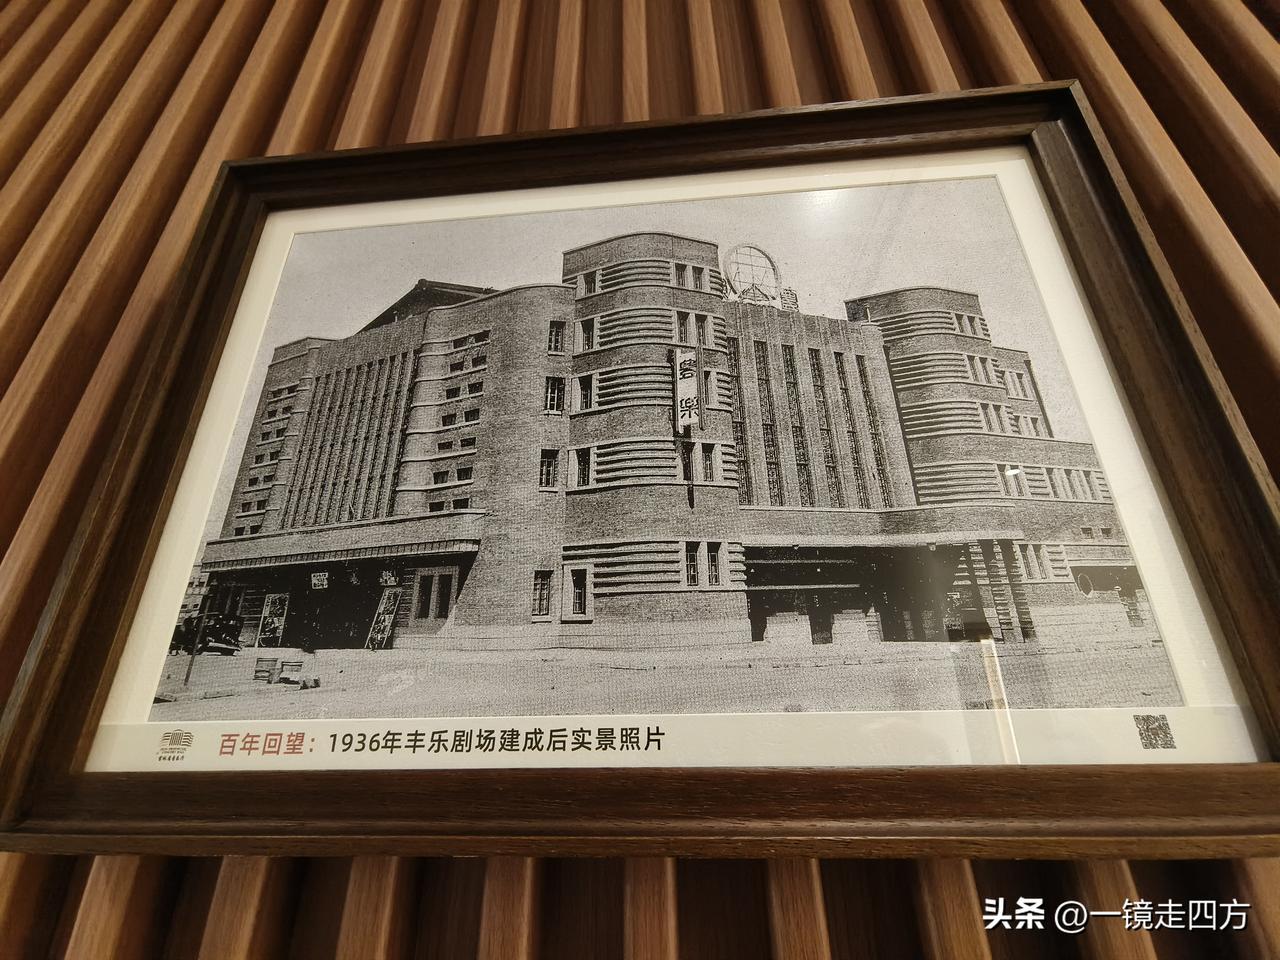 豐樂
百年回望：1936年丰乐剧场建成后实景照片
头条 @一镜走四方